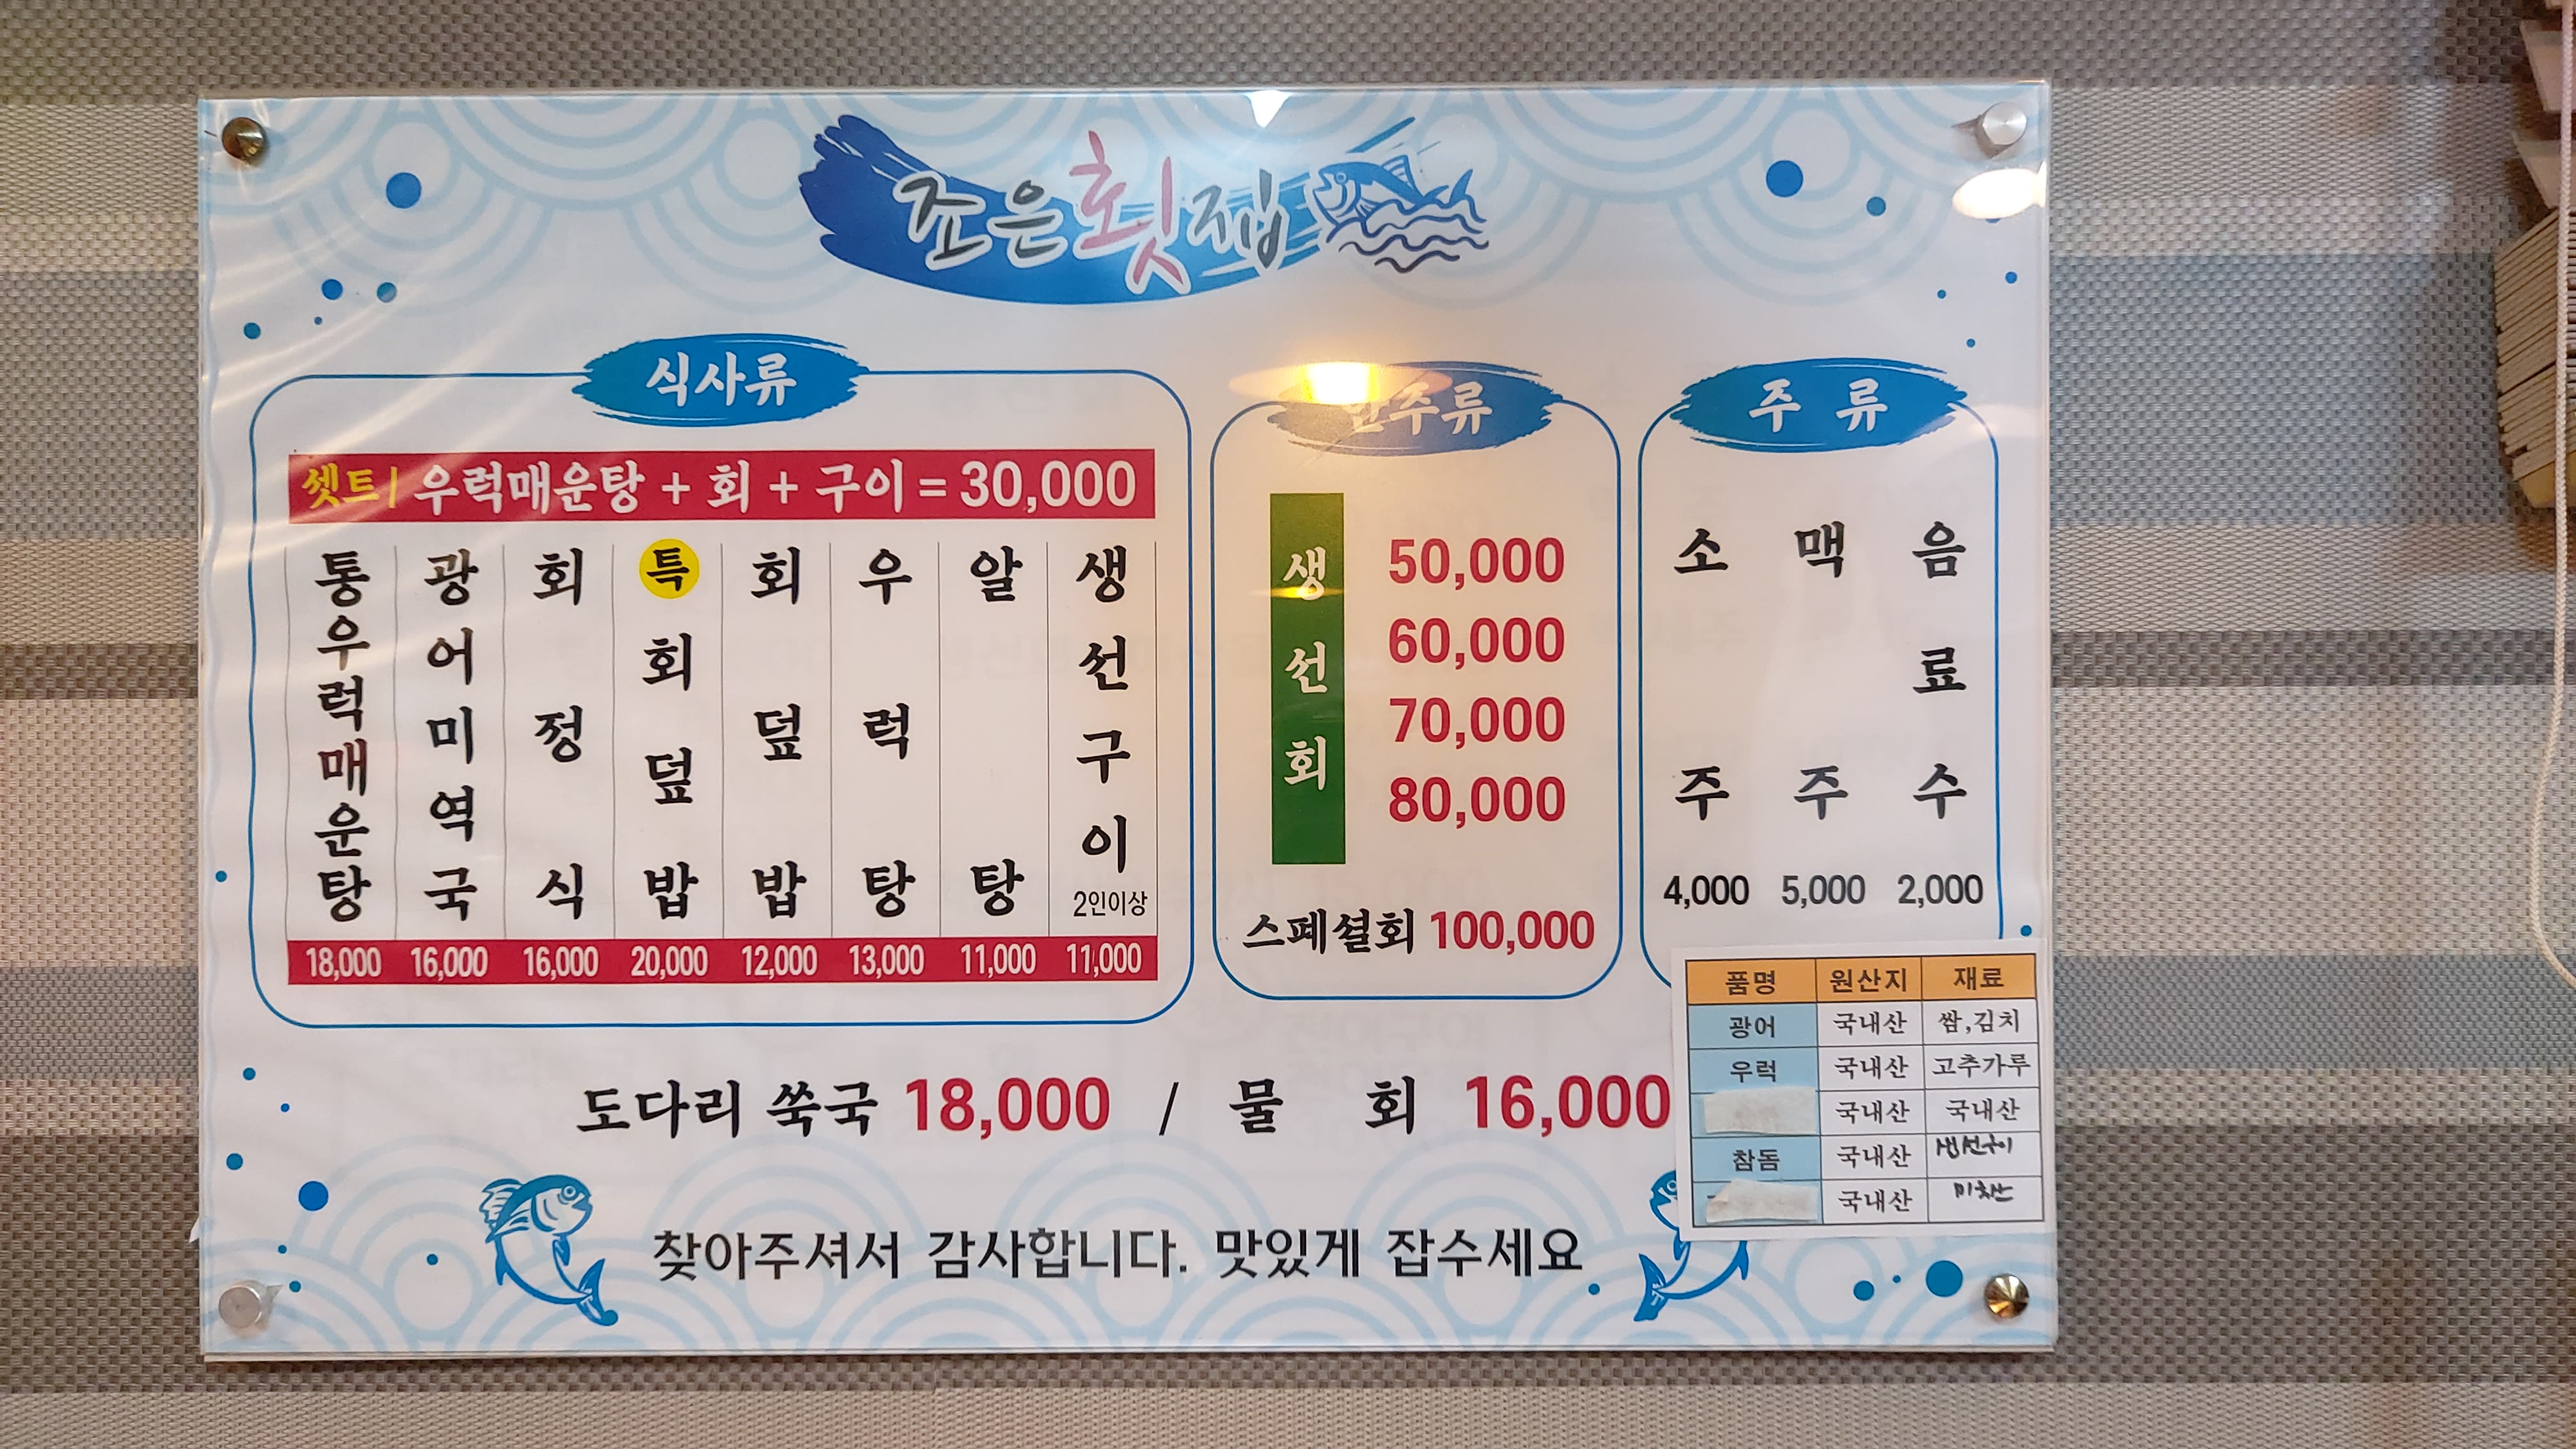 죠은횟집
식사류
셋트| 우럭매운탕 + 회 + 구이 = 30,000
통우럭매운탕 18,000
광어미역국 16,000
회정식 16,000
특회덮밥 20,000
회덮밥 12,000
우럭탕 13,000
알탕 11,000
생선구이 2인이상 11,000
안주류
생선회
50,000
60,000
70,000
80,000
스페셜회 100,000
주 류
소주 4,000
맥주 5,000
음료수 2,000
도다리 쑥국 18,000 / 물 회 16,000
품명 원산지 재료
광어 국내산 쌀,김치
우럭 국내산 고추가루
국내산 국내산
참돔 국내산 생선구이
국내산
찾아주셔서 감사합니다. 맛있게 잡수세요